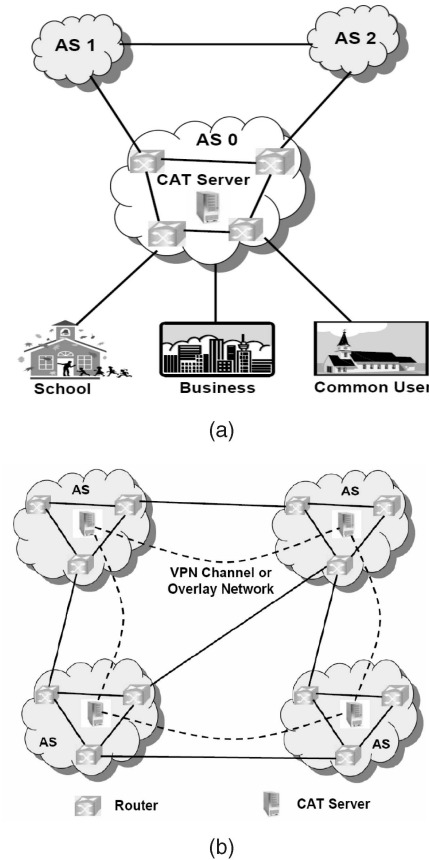 AS 1
AS 2
AS 0
CAT Server
School
Business
Common User
(a)
AS
AS
VPN Channel or
Overlay Network
AS
AS
Router
CAT Server
(b)